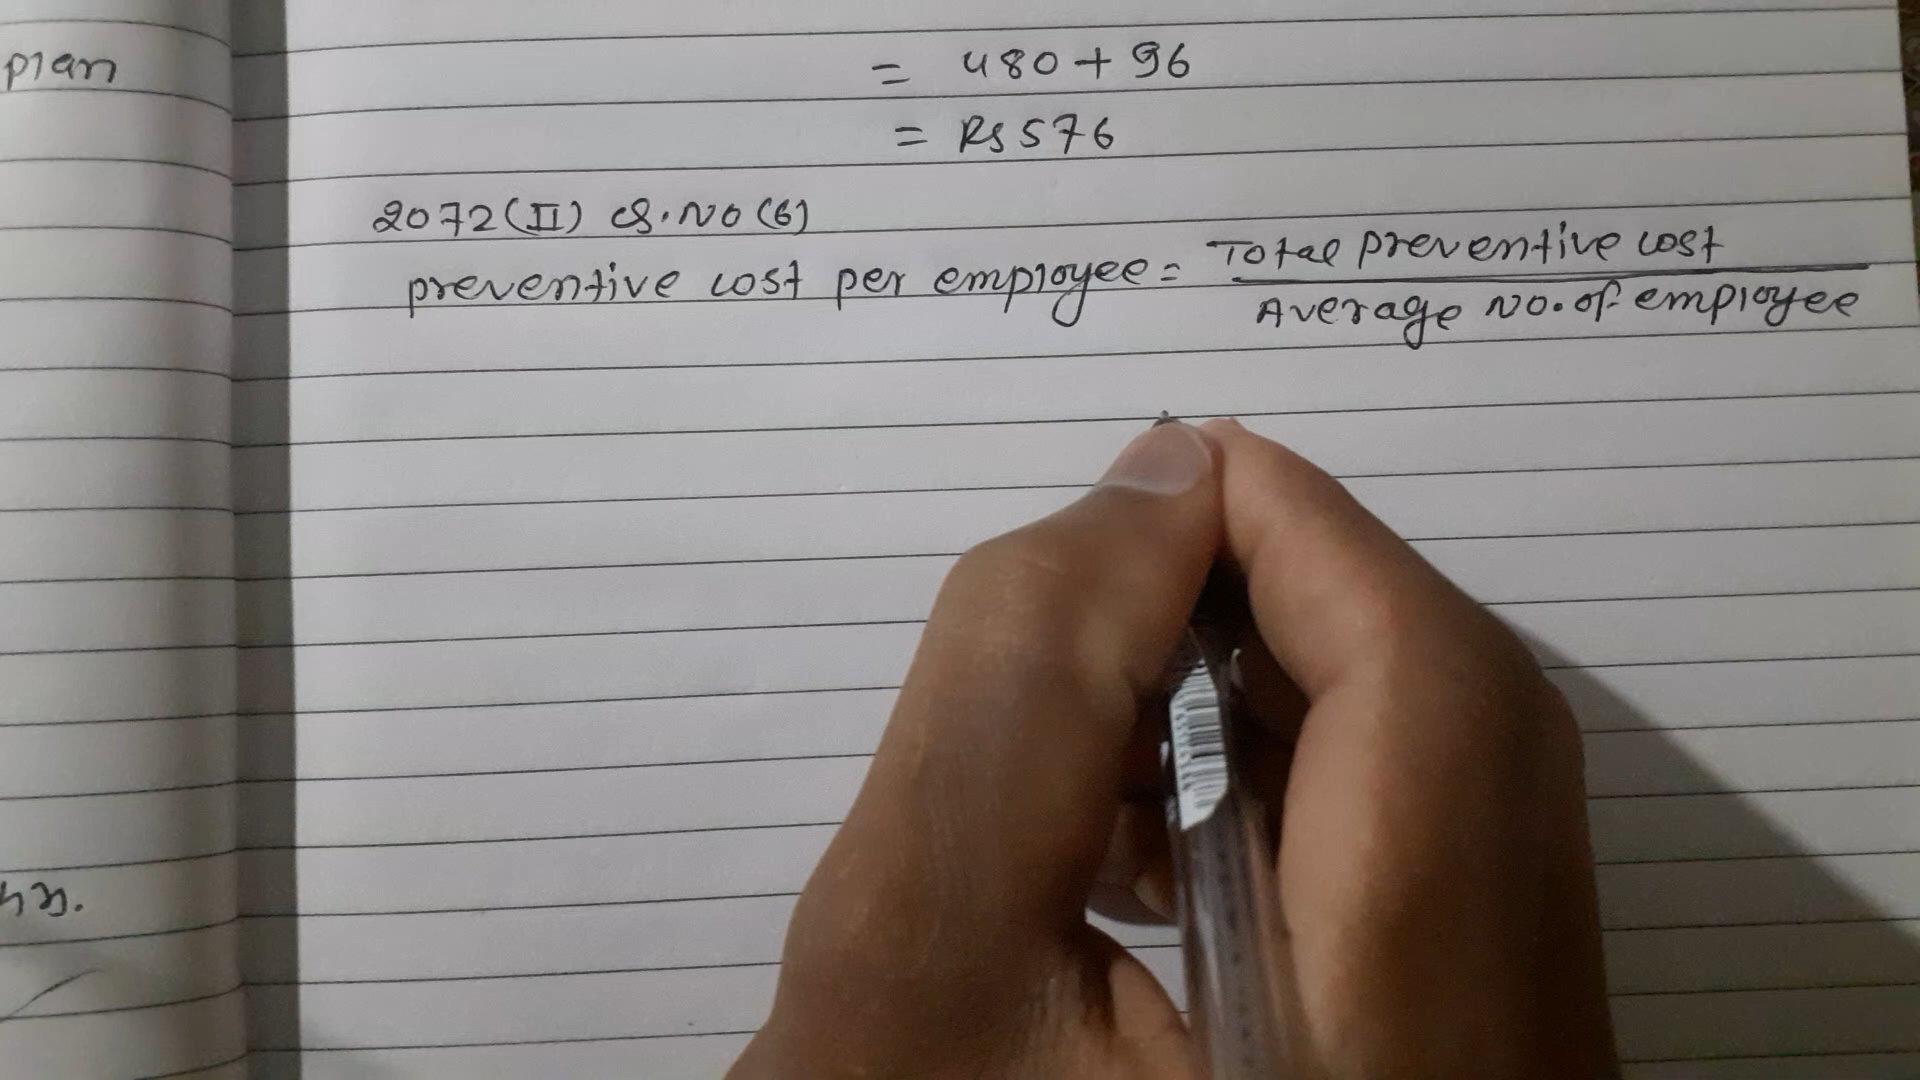 plan
= 480 + 96
= Rs 576
2072 (II) Q.NO (6)
preventive cost per employee = Total preventive cost
Average NO. of employee